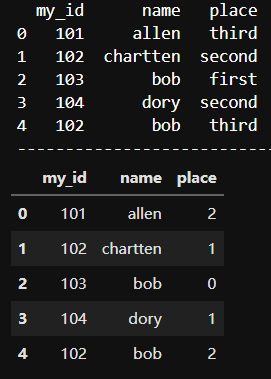 my_id name place
0 101 allen third
1 102 chartten second
2 103 bob first
3 104 dory second
4 102 bob third
-----------------------------
my_id name place
0 101 allen 2
1 102 chartten 1
2 103 bob 0
3 104 dory 1
4 102 bob 2